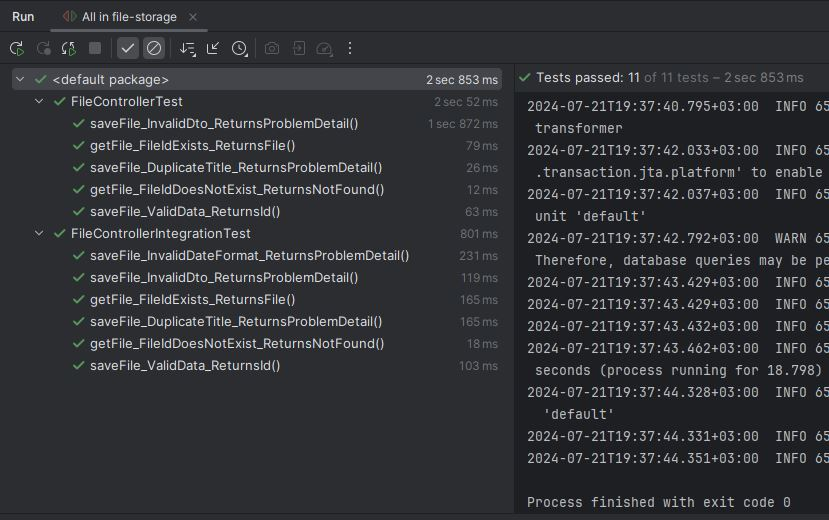 Run All in file-storage
<default package> 2 sec 853 ms
FileControllerTest 2 sec 52 ms
saveFile_InvalidDto_ReturnsProblemDetail() 1 sec 872 ms
getFile_FileIdExists_ReturnsFile() 79 ms
saveFile_DuplicateTitle_ReturnsProblemDetail() 26 ms
getFile_FileIdDoesNotExist_ReturnsNotFound() 12 ms
saveFile_ValidData_ReturnsId() 63 ms
FileControllerIntegrationTest 801 ms
saveFile_InvalidDateFormat_ReturnsProblemDetail() 231 ms
saveFile_InvalidDto_ReturnsProblemDetail() 119 ms
getFile_FileIdExists_ReturnsFile() 165 ms
saveFile_DuplicateTitle_ReturnsProblemDetail() 165 ms
getFile_FileIdDoesNotExist_ReturnsNotFound() 18 ms
saveFile_ValidData_ReturnsId() 103 ms
Tests passed: 11 of 11 tests – 2 sec 853 ms
2024-07-21T19:37:40.795+03:00  INFO 65
transformer
2024-07-21T19:37:42.033+03:00  INFO 65
.transaction.jta.platform' to enable
2024-07-21T19:37:42.037+03:00  INFO 65
unit 'default'
2024-07-21T19:37:42.792+03:00  WARN 65
Therefore, database queries may be pe
2024-07-21T19:37:43.429+03:00  INFO 65
2024-07-21T19:37:43.429+03:00  INFO 65
2024-07-21T19:37:43.432+03:00  INFO 65
2024-07-21T19:37:43.462+03:00  INFO 65
seconds (process running for 18.798)
2024-07-21T19:37:44.328+03:00  INFO 65
'default'
2024-07-21T19:37:44.331+03:00  INFO 65
2024-07-21T19:37:44.351+03:00  INFO 65
Process finished with exit code 0